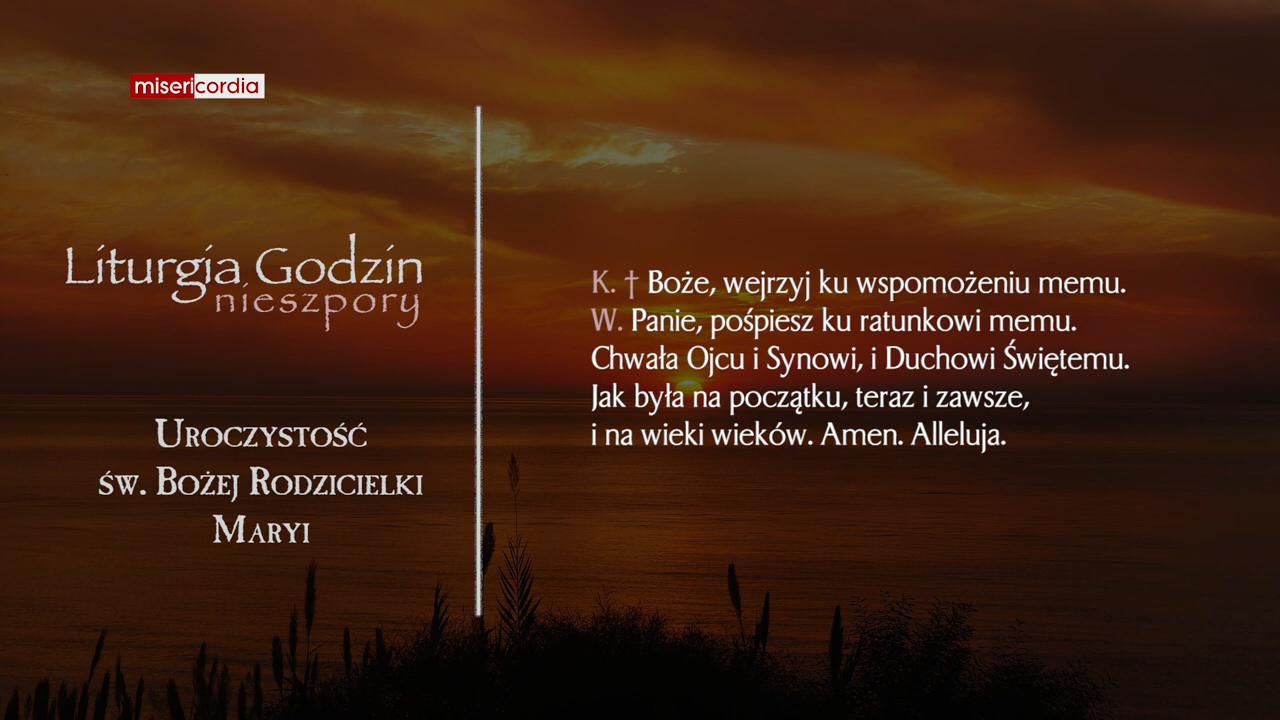 misericordia
Liturgia Godzin
nieszpory
Uroczystość
św. Bożej Rodzicielki
Maryi
K. † Boże, wejrzyj ku wspomożeniu memu.
W. Panie, pośpiesz ku ratunkowi memu.
Chwała Ojcu i Synowi, i Duchowi Świętemu.
Jak była na początku, teraz i zawsze,
i na wieki wieków. Amen. Alleluja.